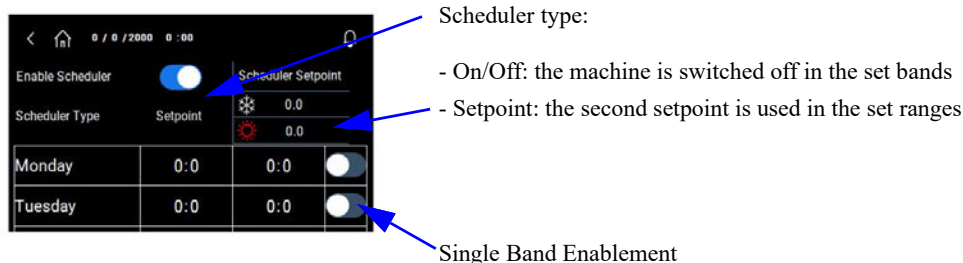 0 / 0 /2000 0 :00
Enable Scheduler
Scheduler Setpoint
0.0
Scheduler Type Setpoint
0.0
Monday 0:0 0:0
Tuesday 0:0 0:0
Scheduler type:
- On/Off: the machine is switched off in the set bands
- Setpoint: the second setpoint is used in the set ranges
Single Band Enablement